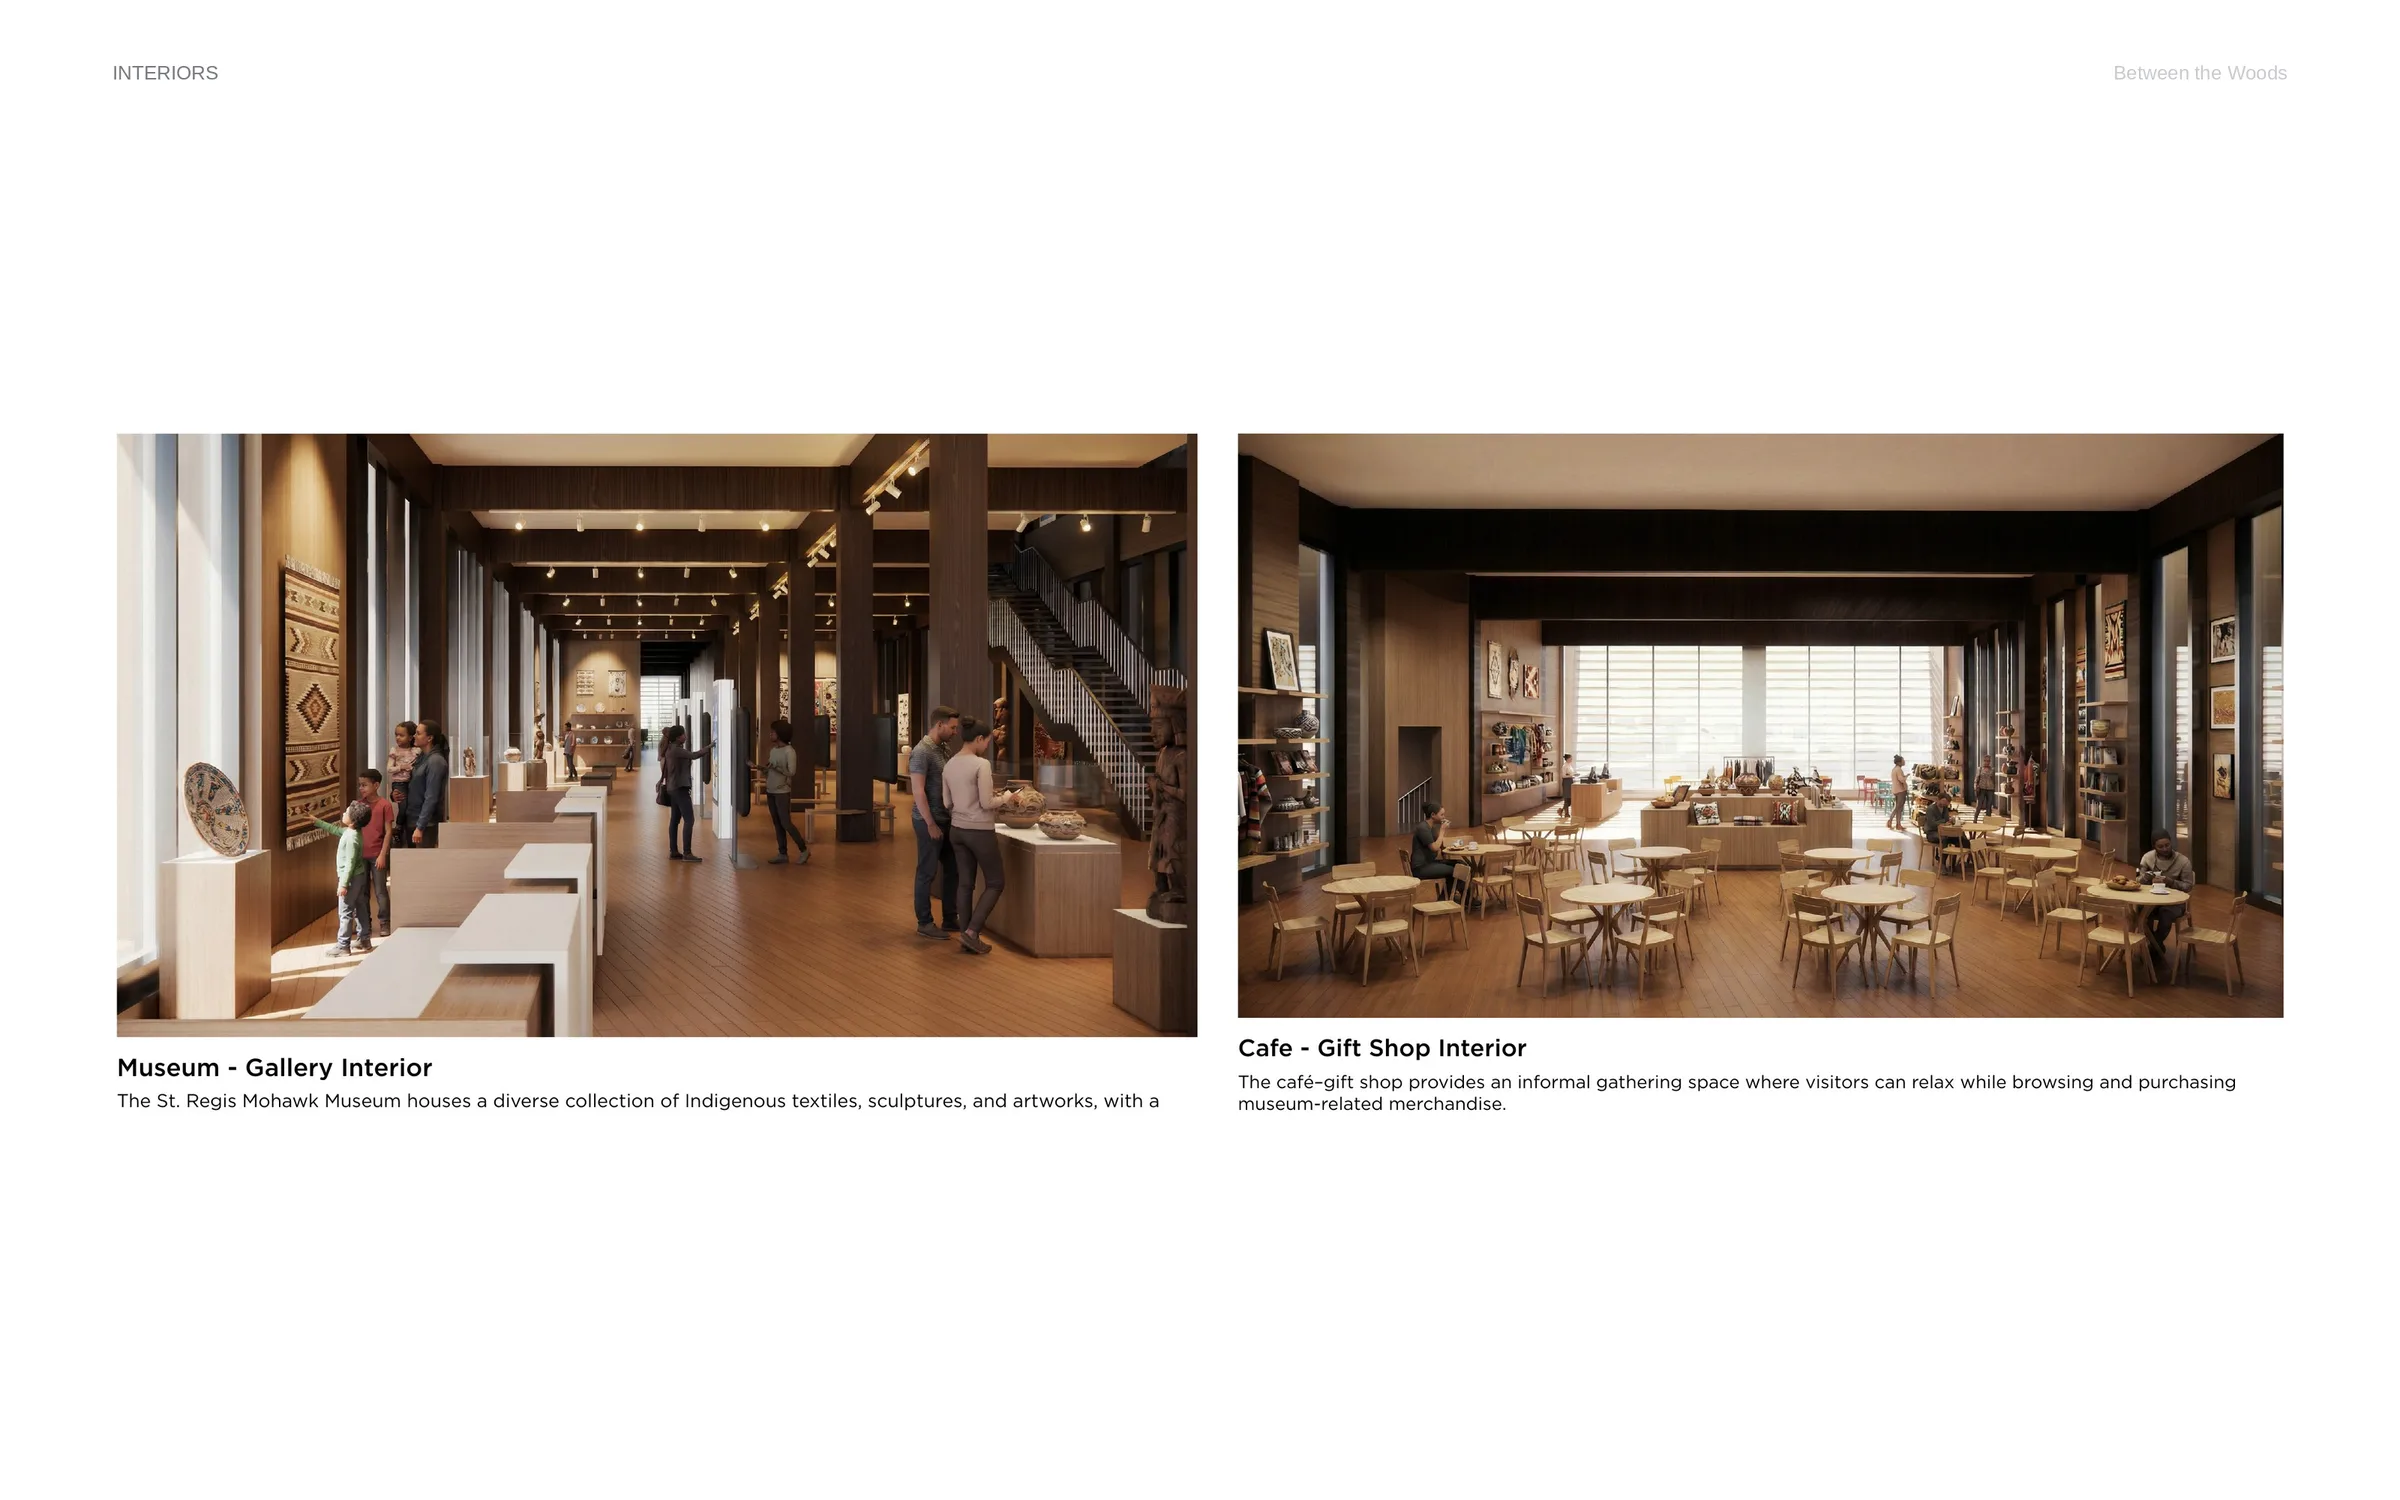 INTERIORS
Between the Woods
Museum - Gallery Interior
The St. Regis Mohawk Museum houses a diverse collection of Indigenous textiles, sculptures, and artworks, with a
Cafe - Gift Shop Interior
The café–gift shop provides an informal gathering space where visitors can relax while browsing and purchasing
museum-related merchandise.